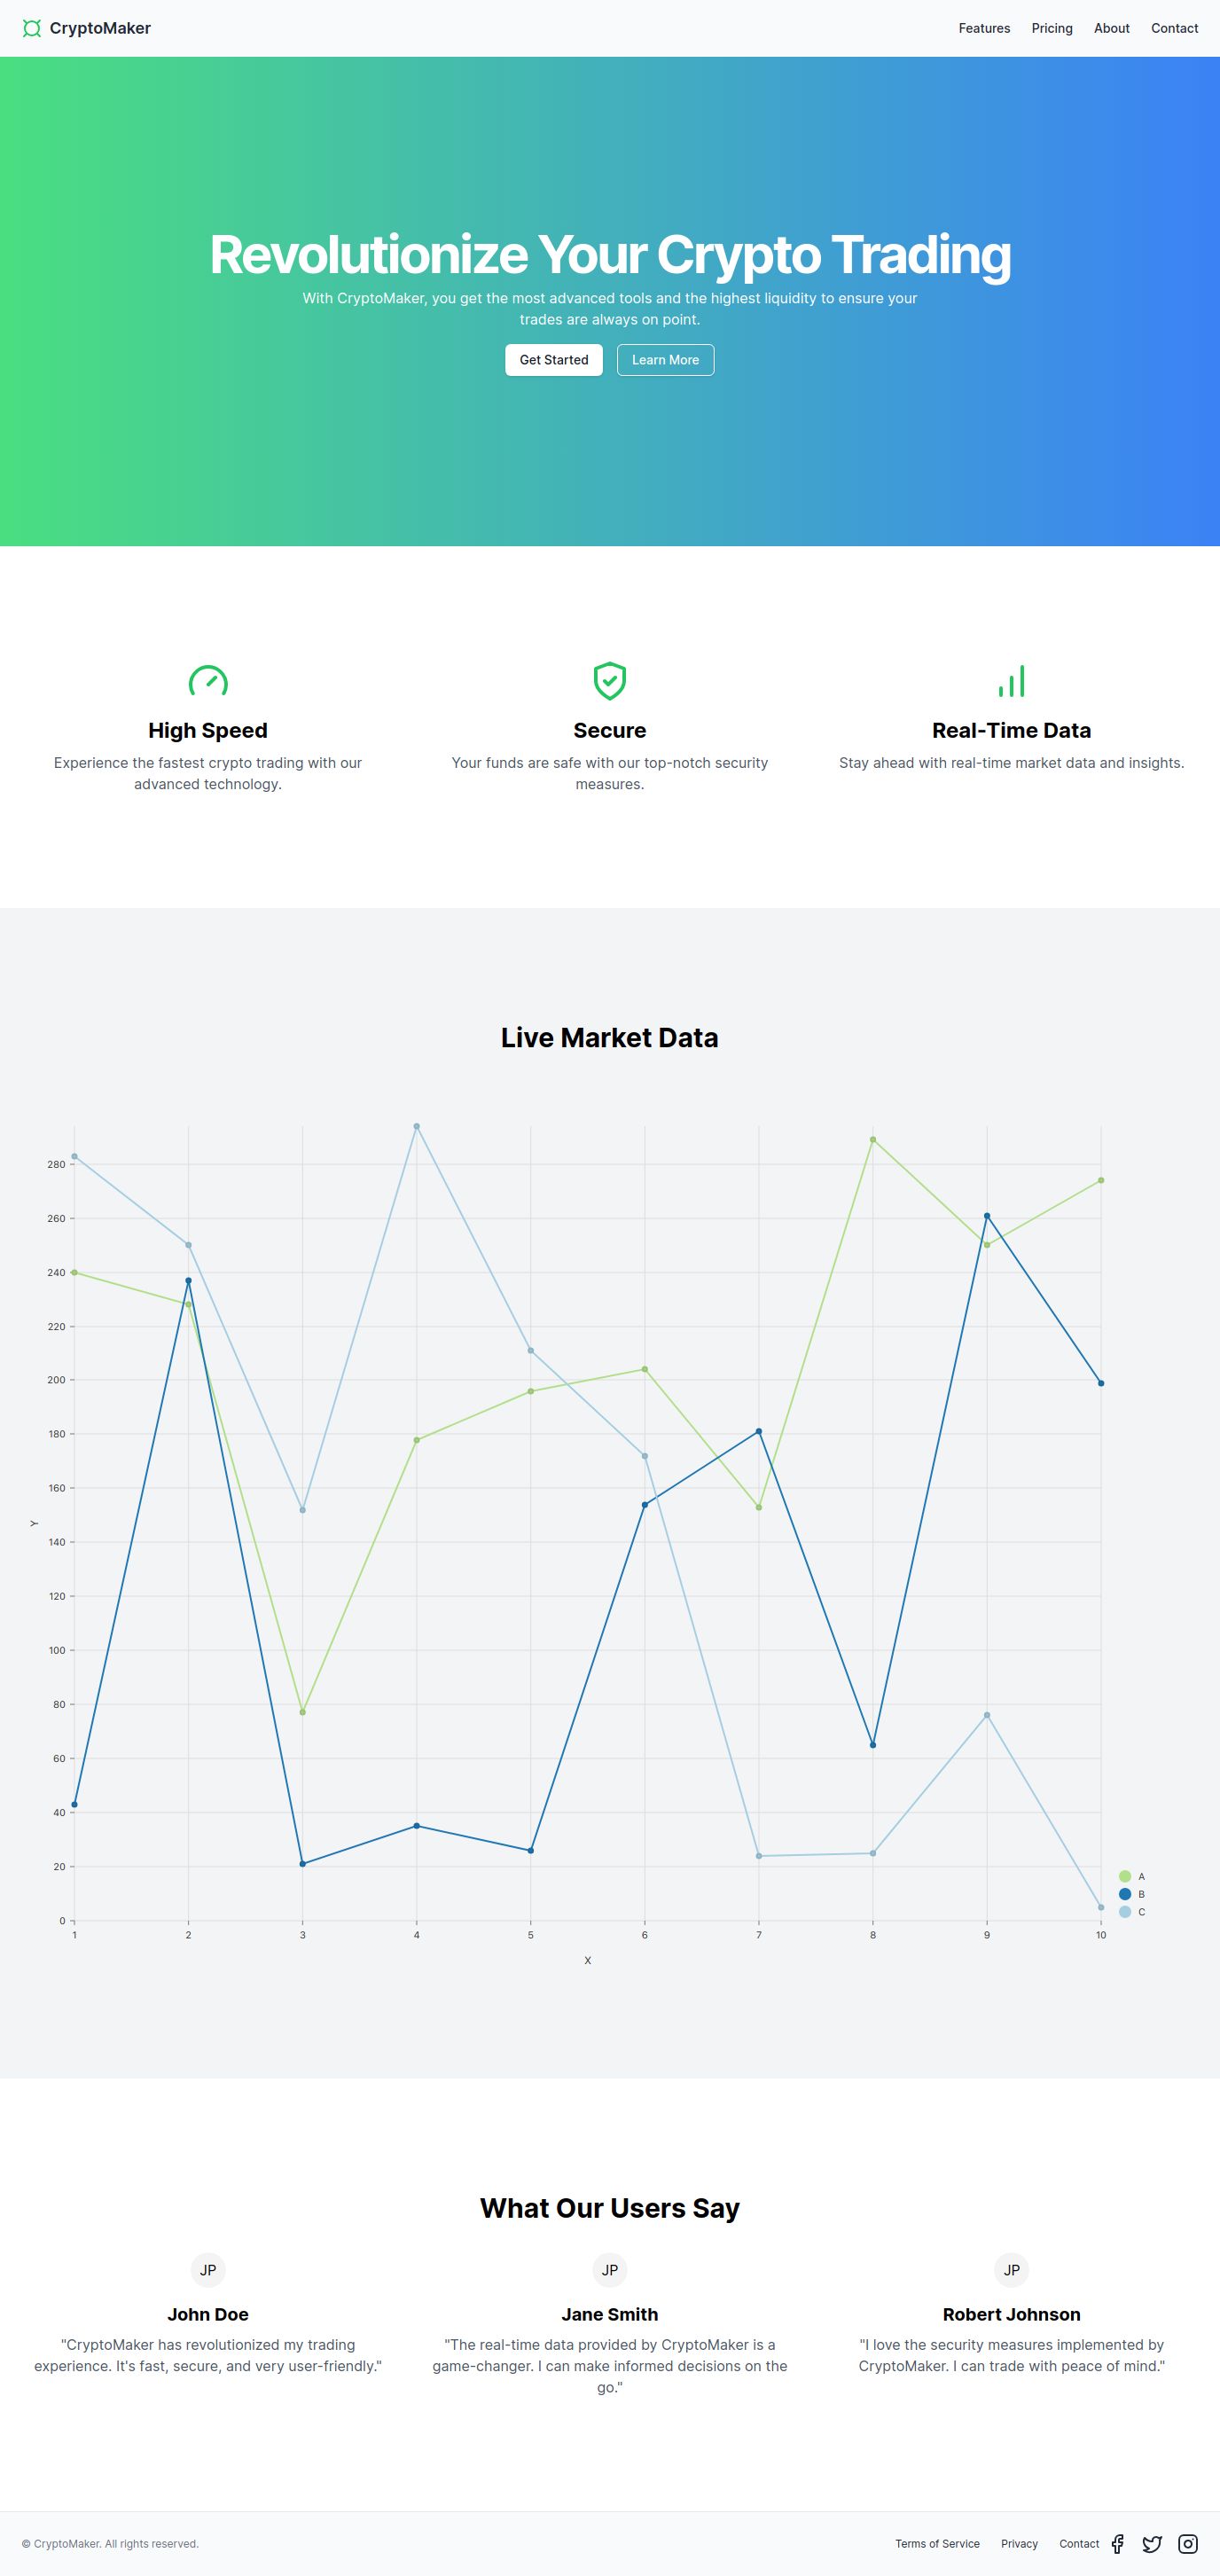 CryptoMaker
Features Pricing About Contact
Revolutionize Your Crypto Trading
With CryptoMaker, you get the most advanced tools and the highest liquidity to ensure your
trades are always on point.
Get Started Learn More
High Speed
Experience the fastest crypto trading with our
advanced technology.
Secure
Your funds are safe with our top-notch security
measures.
Real-Time Data
Stay ahead with real-time market data and insights.
Live Market Data
280
260
240
220
200
180
160
Y
140
120
100
80
60
40
20
0
A
B
C
1 2 3 4 5 6 7 8 9 10
X
What Our Users Say
JP
John Doe
"CryptoMaker has revolutionized my trading
experience. It's fast, secure, and very user-friendly."
JP
Jane Smith
"The real-time data provided by CryptoMaker is a
game-changer. I can make informed decisions on the
go."
JP
Robert Johnson
"I love the security measures implemented by
CryptoMaker. I can trade with peace of mind."
© CryptoMaker. All rights reserved.
Terms of Service Privacy Contact